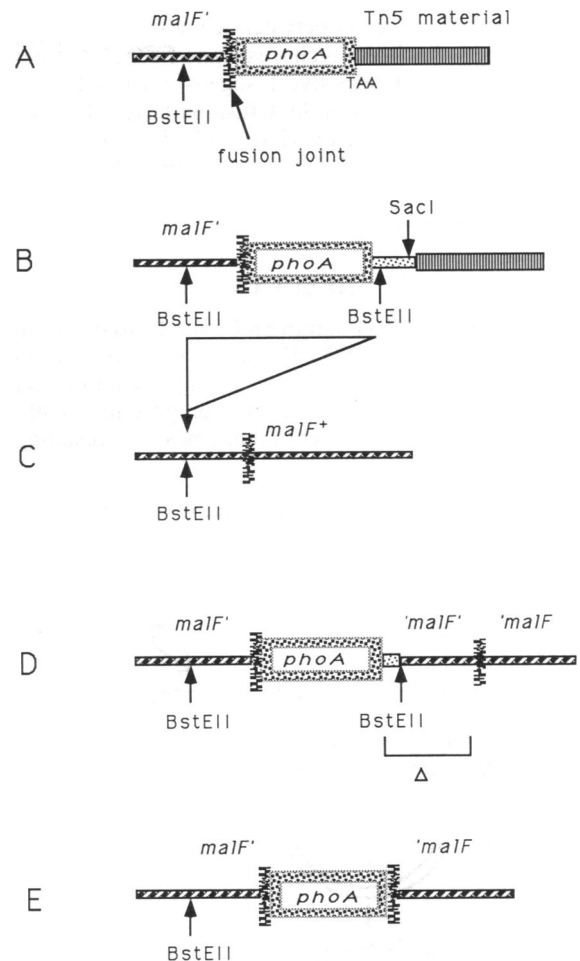 malF'
Tn5 material
A
phoA
TAA
BstEII
fusion joint
SacI
malF'
B
phoA
BstEII
BstEII
malF+
C
BstEII
malF'
'malF'
'malF
D
phoA
BstEII
BstEII
Δ
malF'
'malF
E
phoA
BstEII